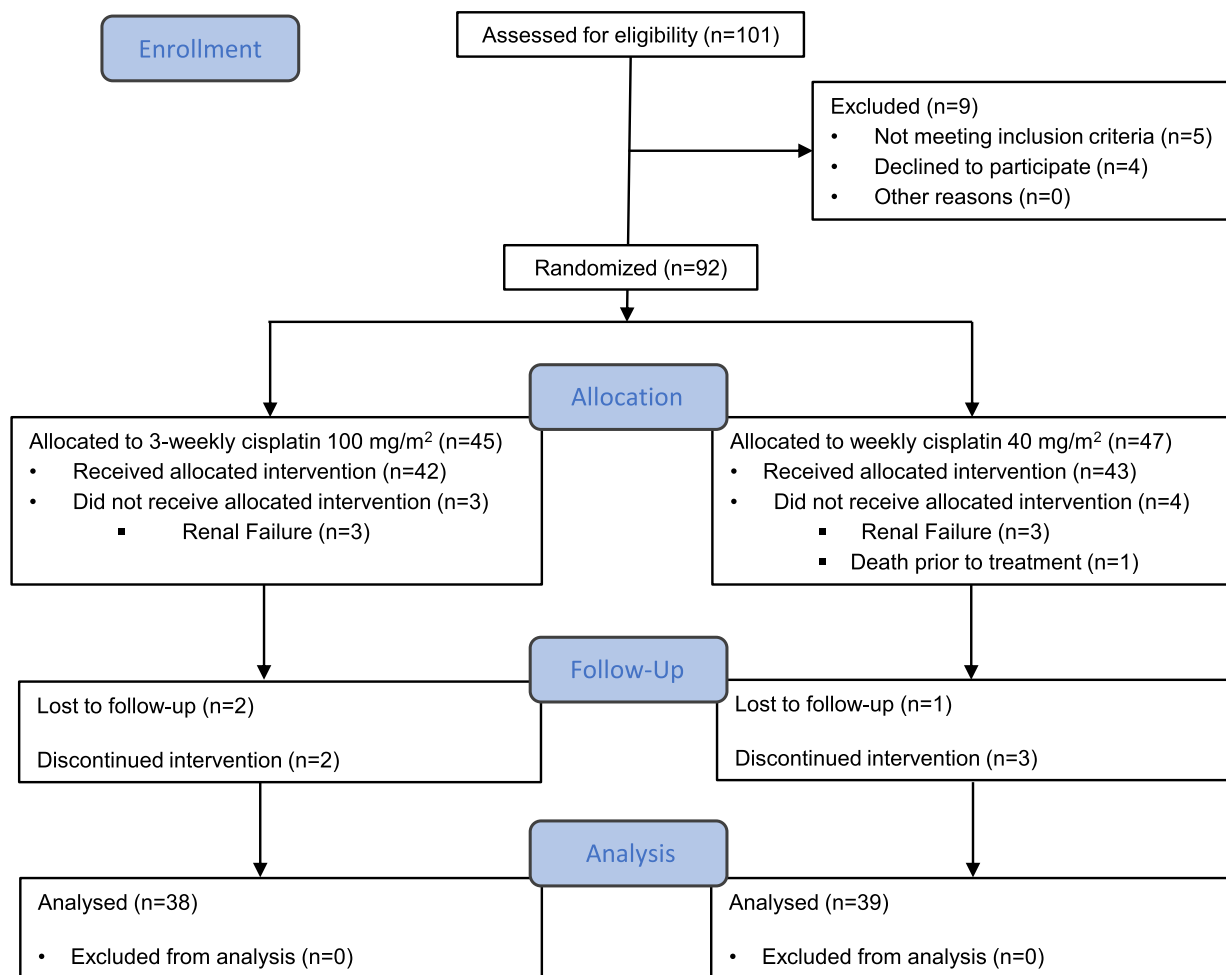 Enrollment
Assessed for eligibility (n=101)
Excluded (n=9)
• Not meeting inclusion criteria (n=5)
• Declined to participate (n=4)
• Other reasons (n=0)
Randomized (n=92)
Allocation
Allocated to 3-weekly cisplatin 100 mg/m² (n=45)
• Received allocated intervention (n=42)
• Did not receive allocated intervention (n=3)
▪ Renal Failure (n=3)
Allocated to weekly cisplatin 40 mg/m² (n=47)
• Received allocated intervention (n=43)
• Did not receive allocated intervention (n=4)
▪ Renal Failure (n=3)
▪ Death prior to treatment (n=1)
Follow-Up
Lost to follow-up (n=2)
Discontinued intervention (n=2)
Lost to follow-up (n=1)
Discontinued intervention (n=3)
Analysis
Analysed (n=38)
• Excluded from analysis (n=0)
Analysed (n=39)
• Excluded from analysis (n=0)